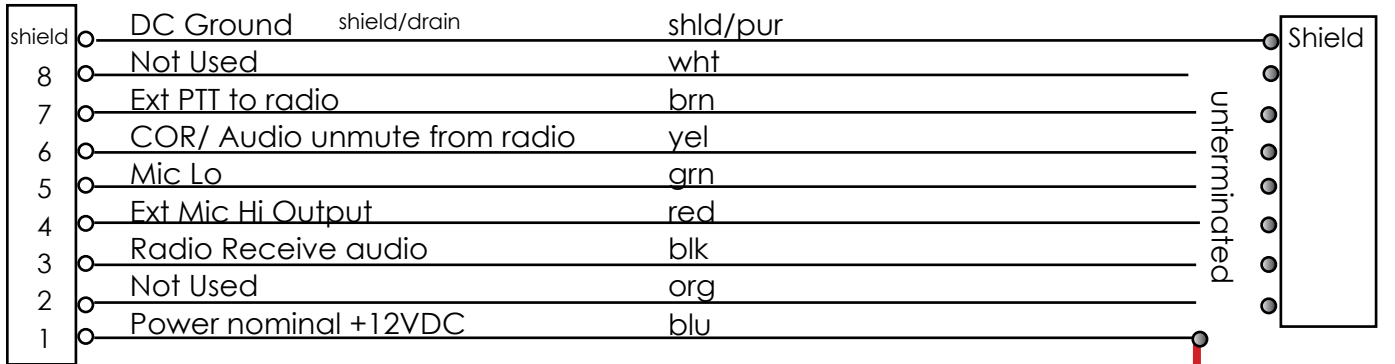 shield DC Ground shield/drain shld/pur Shield
8 Not Used wht
7 Ext PTT to radio brn
6 COR/ Audio unmute from radio yel
5 Mic Lo grn
4 Ext Mic Hi Output red
3 Radio Receive audio blk
2 Not Used org
1 Power nominal +12VDC blu
unterminated